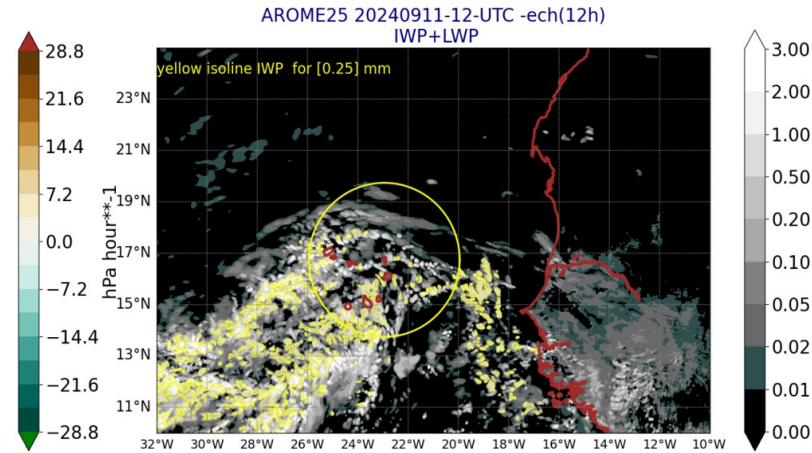 AROME25 20240911-12-UTC -ech(12h)
IWP+LWP
yellow isoline IWP  for [0.25] mm
28.8
21.6
14.4
7.2
0.0
−7.2
−14.4
−21.6
−28.8
hPa hour**-1
23°N
21°N
19°N
17°N
15°N
13°N
11°N
32°W 30°W 28°W 26°W 24°W 22°W 20°W 18°W 16°W 14°W 12°W 10°W
3.00
2.00
1.00
0.50
0.20
0.10
0.05
0.02
0.01
0.00